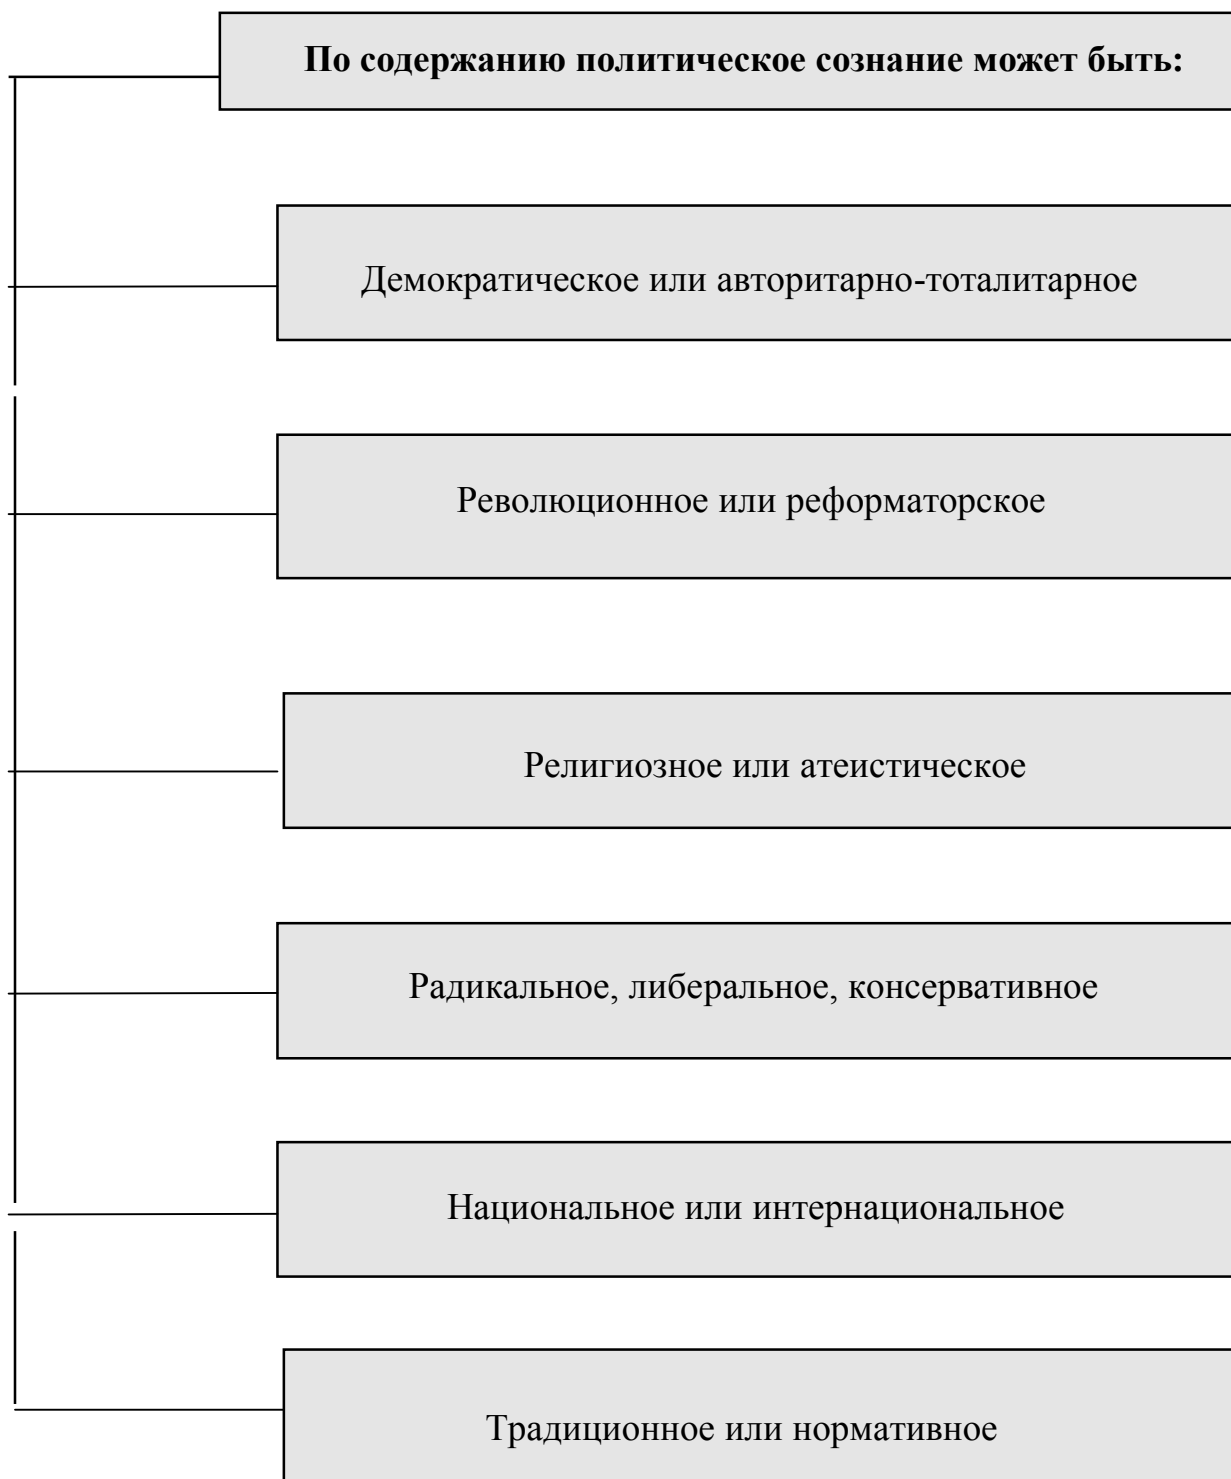 По содержанию политическое сознание может быть:
Демократическое или авторитарно-тоталитарное
Революционное или реформаторское
Религиозное или атеистическое
Радикальное, либеральное, консервативное
Национальное или интернациональное
Традиционное или нормативное